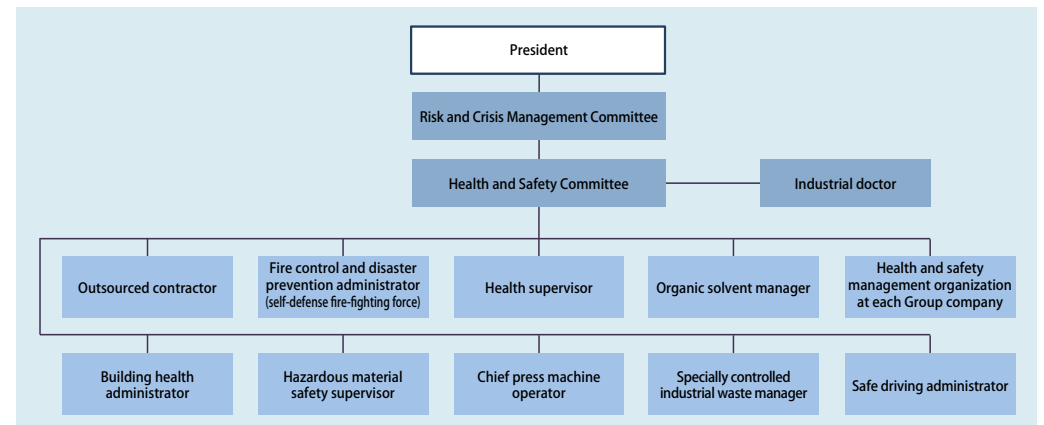 President
Risk and Crisis Management Committee
Health and Safety Committee
Industrial doctor
Outsourced contractor
Fire control and disaster
prevention administrator
(self-defense fire-fighting force)
Health supervisor
Organic solvent manager
Health and safety
management organization
at each Group company
Building health
administrator
Hazardous material
safety supervisor
Chief press machine
operator
Specially controlled
industrial waste manager
Safe driving administrator